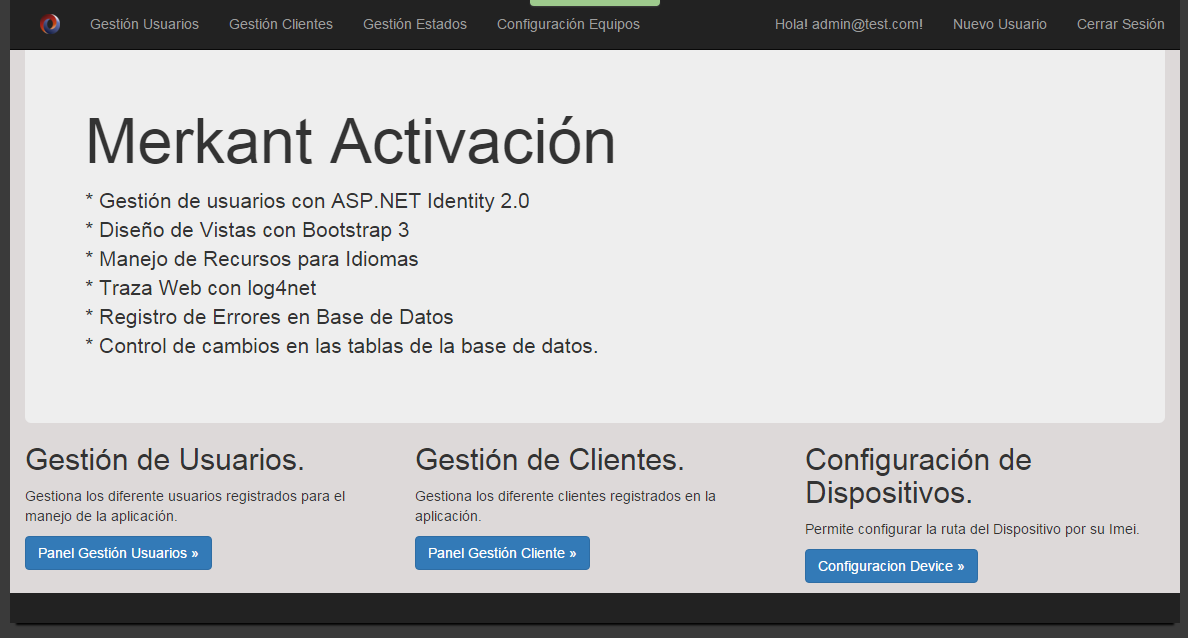 Gestión Usuarios Gestión Clientes Gestión Estados Configuración Equipos Hola! admin@test.com! Nuevo Usuario Cerrar Sesión
Merkant Activación
* Gestión de usuarios con ASP.NET Identity 2.0
* Diseño de Vistas con Bootstrap 3
* Manejo de Recursos para Idiomas
* Traza Web con log4net
* Registro de Errores en Base de Datos
* Control de cambios en las tablas de la base de datos.
Gestión de Usuarios.
Gestiona los diferente usuarios registrados para el
manejo de la aplicación.
Panel Gestión Usuarios »
Gestión de Clientes.
Gestiona los diferente clientes registrados en la
aplicación.
Panel Gestión Cliente »
Configuración de
Dispositivos.
Permite configurar la ruta del Dispositivo por su Imei.
Configuracion Device »